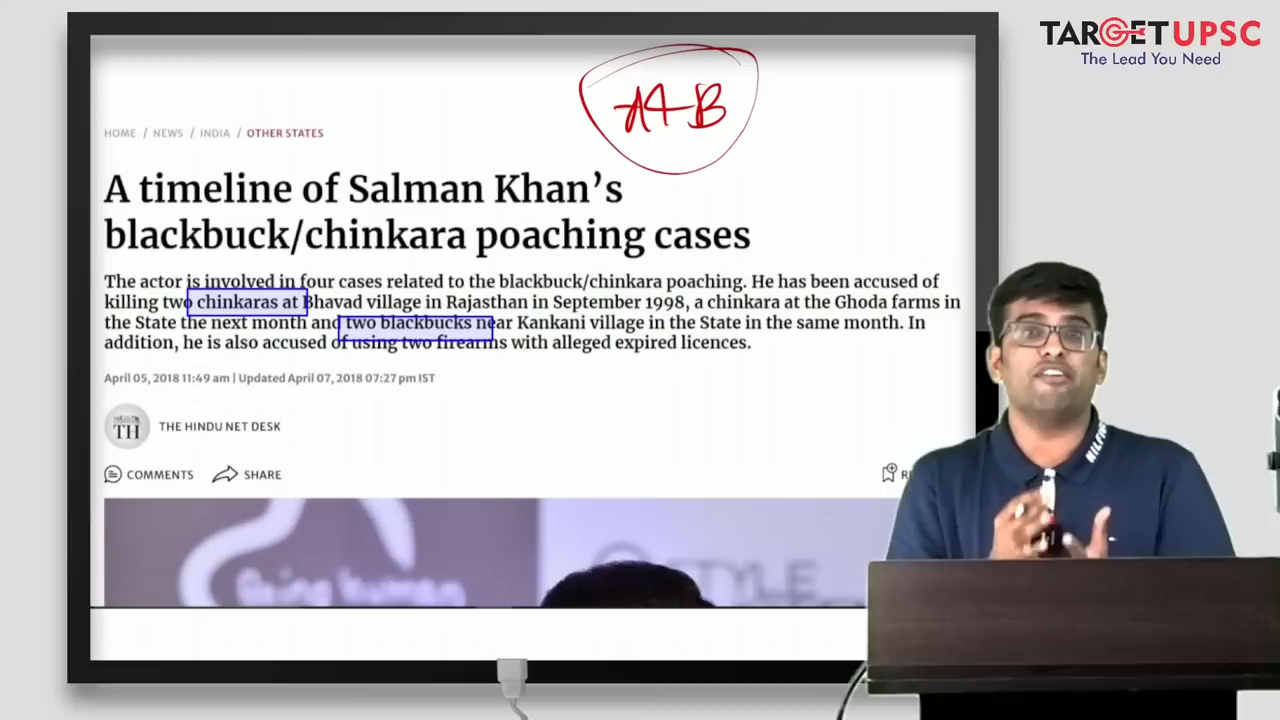 TARGET UPSC
The Lead You Need
A+B
HOME / NEWS / INDIA / OTHER STATES
A timeline of Salman Khan’s
blackbuck/chinkara poaching cases
The actor is involved in four cases related to the blackbuck/chinkara poaching. He has been accused of
killing two chinkaras at Bhavad village in Rajasthan in September 1998, a chinkara at the Ghoda farms in
the State the next month and two blackbucks near Kankani village in the State in the same month. In
addition, he is also accused of using two firearms with alleged expired licences.
April 05, 2018 11:49 am | Updated April 07, 2018 07:27 pm IST
TH
THE HINDU NET DESK
COMMENTS SHARE
Being human